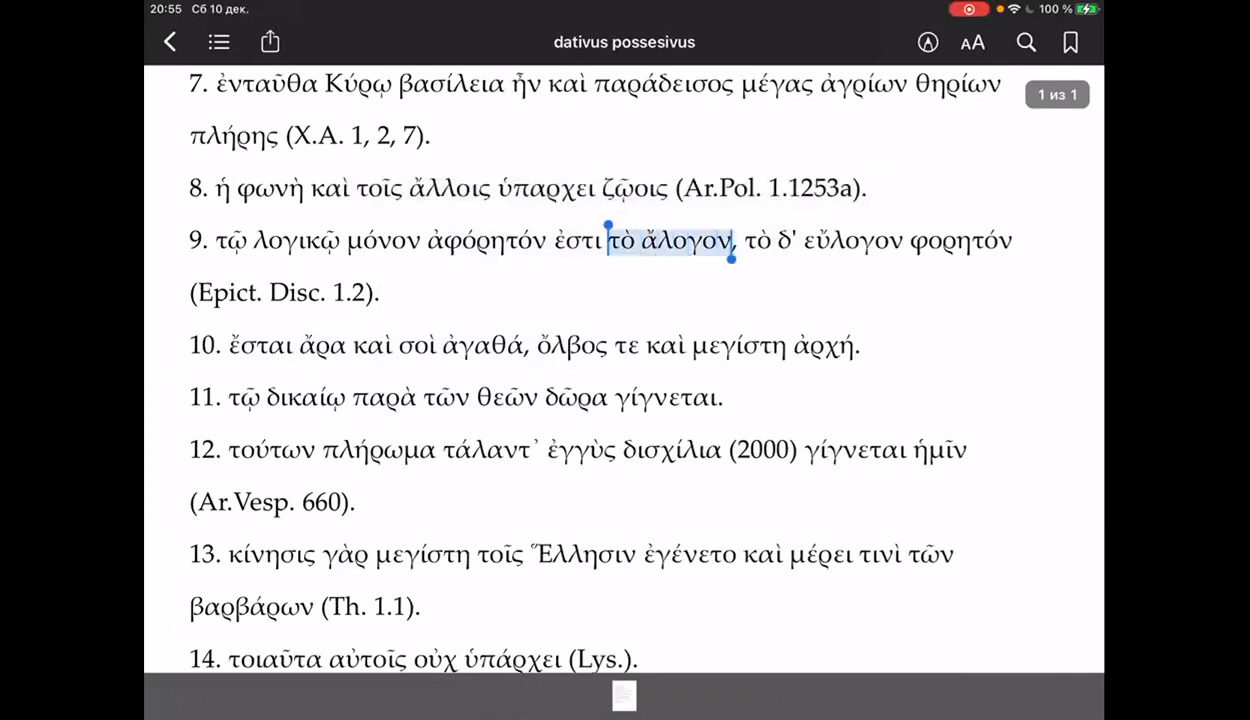 20:55 Сб 10 дек.
100 %
dativus possesivus
AA
1 из 1
7. ἐνταῦθα Κύρῳ βασίλεια ἦν καὶ παράδεισος μέγας ἀγρίων θηρίων
πλήρης (X.A. 1, 2, 7).
8. ἡ φωνὴ καὶ τοῖς ἄλλοις ὑπαρχει ζῴοις (Ar.Pol. 1.1253a).
9. τῷ λογικῷ μόνον ἀφόρητόν ἐστι τὸ ἄλογον, τὸ δ' εὔλογον φορητόν
(Epict. Disc. 1.2).
10. ἔσται ἄρα καὶ σοὶ ἀγαθά, ὄλβος τε καὶ μεγίστη ἀρχή.
11. τῷ δικαίῳ παρὰ τῶν θεῶν δῶρα γίγνεται.
12. τούτων πλήρωμα τάλαντ᾽ ἐγγὺς δισχίλια (2000) γίγνεται ἡμῖν
(Ar.Vesp. 660).
13. κίνησις γὰρ μεγίστη τοῖς Ἕλλησιν ἐγένετο καὶ μέρει τινὶ τῶν
βαρβάρων (Th. 1.1).
14. τοιαῦτα αὐτοῖς οὐχ ὑπάρχει (Lys.).